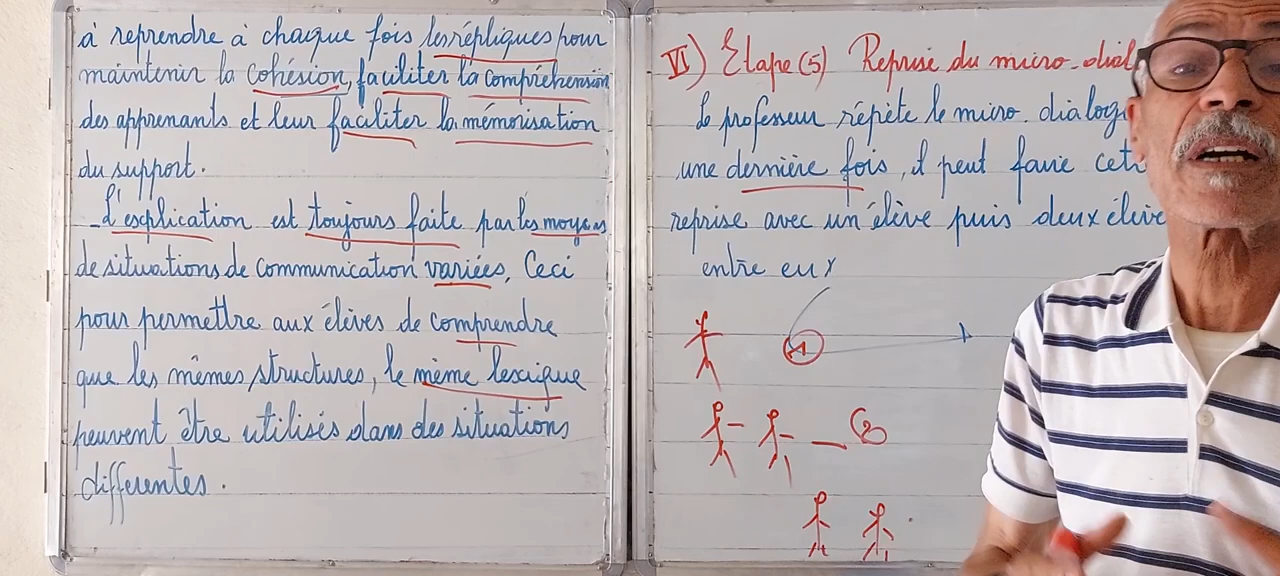 à reprendre à chaque fois les répliques pour
maintenir la cohésion, faciliter la compréhension
des apprenants et leur faciliter la mémorisation
du support.
- L'explication est toujours faite par les moyens
de situations de communication variées, Ceci
pour permettre aux élèves de comprendre
que les mêmes structures, le même lexique
peuvent être utilisés dans des situations
differentes.
VI) Etape (5) Reprise du micro-dial
Le professeur répète le micro-dialog
une dernière fois, il peut faire cett
reprise avec un élève puis deux élève
entre eux
1
2